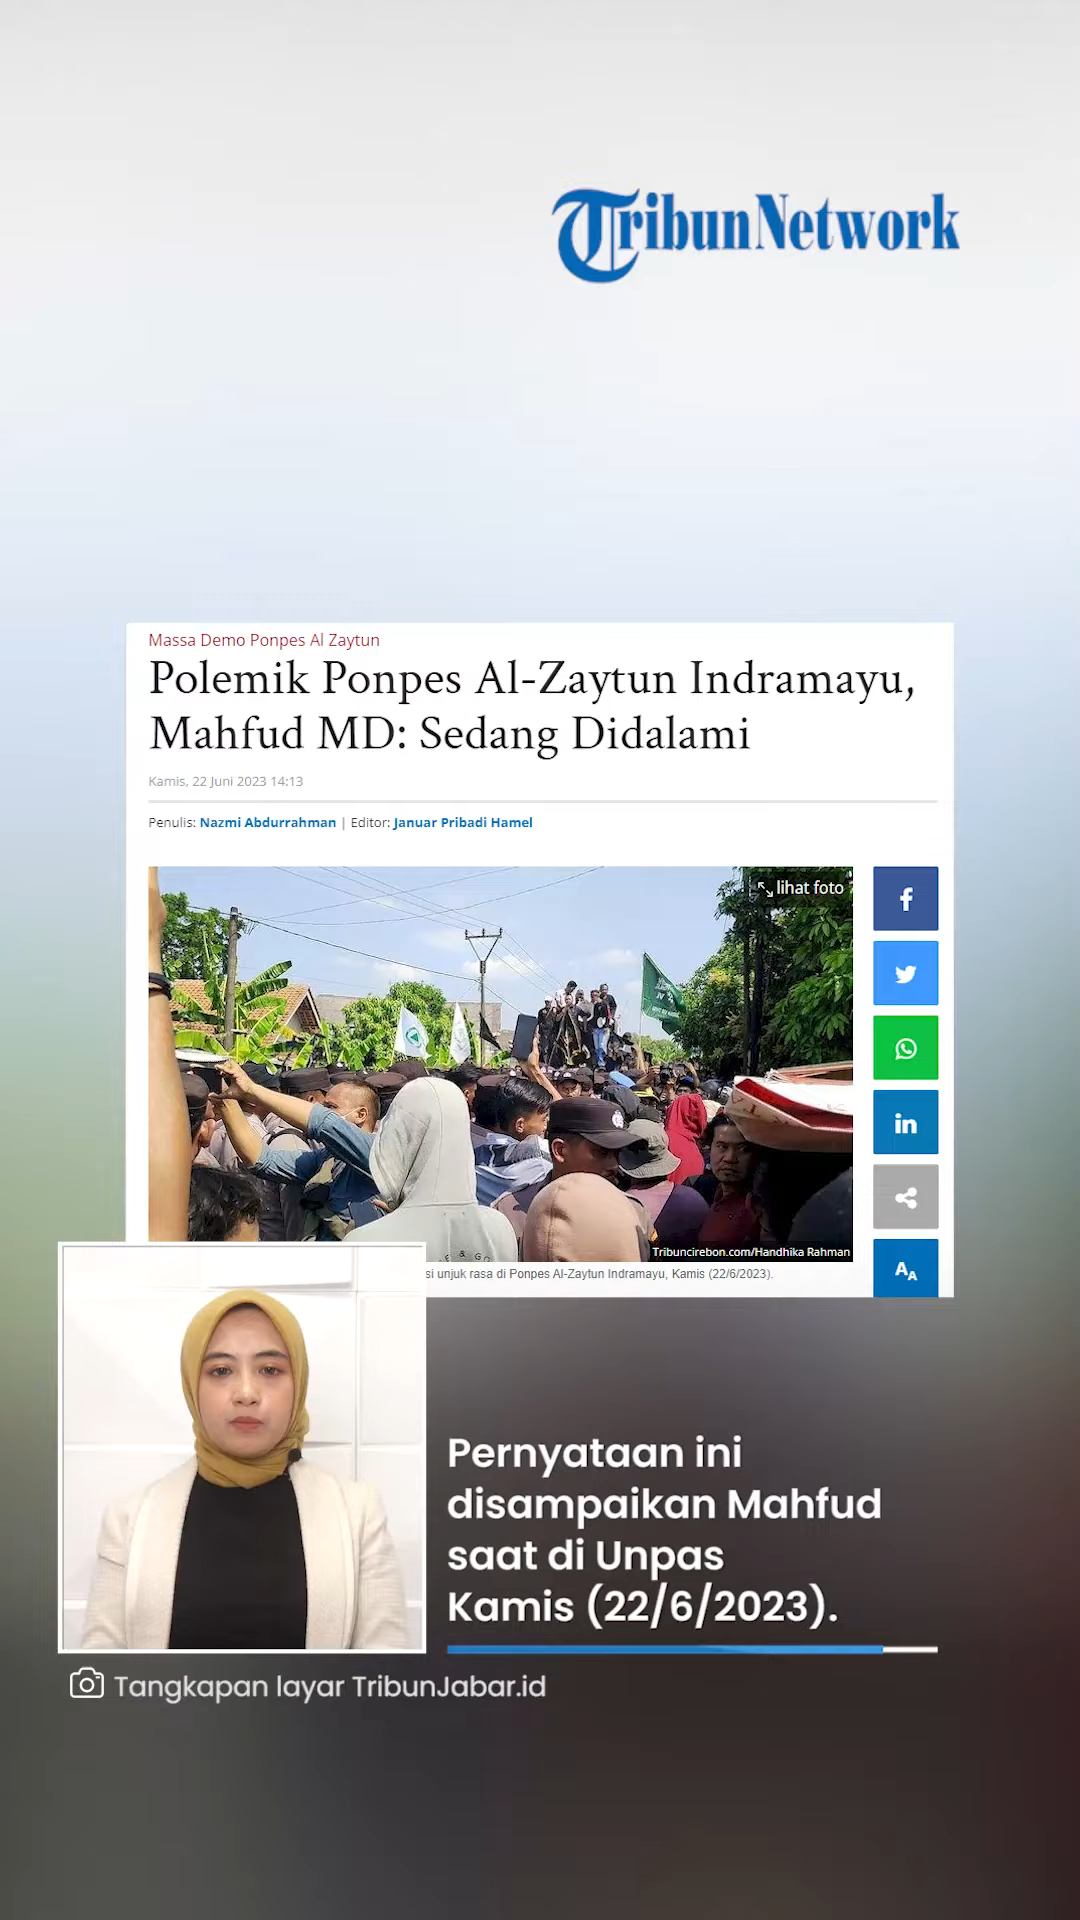 TribunNetwork
Massa Demo Ponpes Al Zaytun
Polemik Ponpes Al-Zaytun Indramayu,
Mahfud MD: Sedang Didalami
Kamis, 22 Juni 2023 14:13
Penulis: Nazmi Abdurrahman | Editor: Januar Pribadi Hamel
lihat foto
Tribuncirebon.com/Handhika Rahman
si unjuk rasa di Ponpes Al-Zaytun Indramayu, Kamis (22/6/2023).
AA
Pernyataan ini
disampaikan Mahfud
saat di Unpas
Kamis (22/6/2023).
Tangkapan layar TribunJabar.id